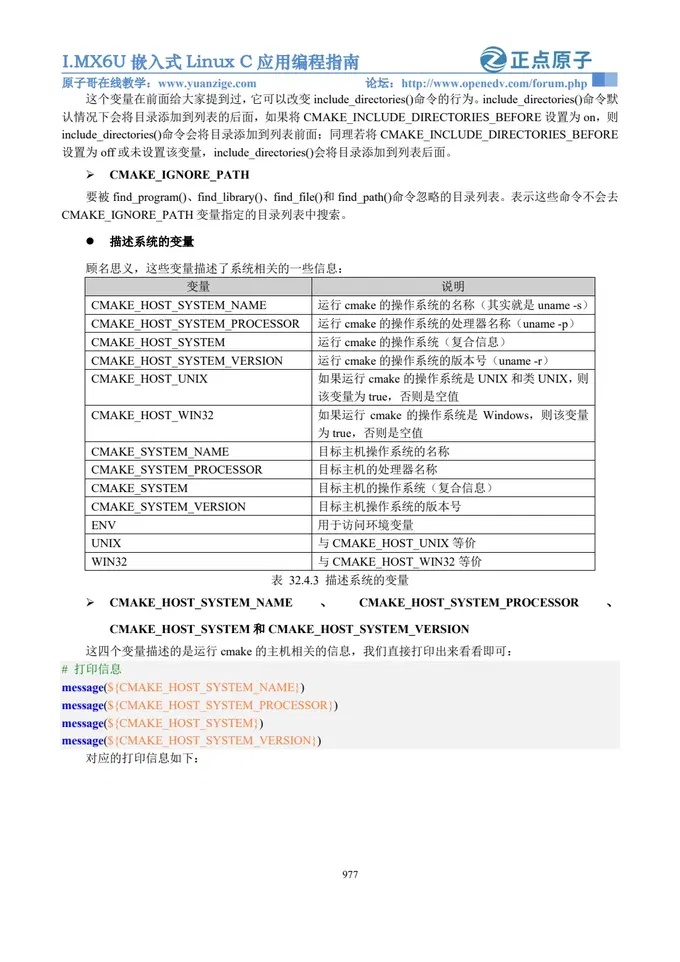 I.MX6U 嵌入式 Linux C 应用编程指南
正点原子
原子哥在线教学：www.yuanzige.com 论坛：http://www.openedv.com/forum.php
这个变量在前面给大家提到过，它可以改变 include_directories()命令的行为。include_directories()命令默
认情况下会将目录添加到列表的后面，如果将 CMAKE_INCLUDE_DIRECTORIES_BEFORE 设置为 on，则
include_directories()命令会将目录添加到列表前面；同理若将 CMAKE_INCLUDE_DIRECTORIES_BEFORE
设置为 off 或未设置该变量，include_directories()会将目录添加到列表后面。
➢ CMAKE_IGNORE_PATH
要被 find_program()、find_library()、find_file()和 find_path()命令忽略的目录列表。表示这些命令不会去
CMAKE_IGNORE_PATH 变量指定的目录列表中搜索。
● 描述系统的变量
顾名思义，这些变量描述了系统相关的一些信息：
变量 说明
CMAKE_HOST_SYSTEM_NAME 运行 cmake 的操作系统的名称（其实就是 uname -s）
CMAKE_HOST_SYSTEM_PROCESSOR 运行 cmake 的操作系统的处理器名称（uname -p）
CMAKE_HOST_SYSTEM 运行 cmake 的操作系统（复合信息）
CMAKE_HOST_SYSTEM_VERSION 运行 cmake 的操作系统的版本号（uname -r）
CMAKE_HOST_UNIX 如果运行 cmake 的操作系统是 UNIX 和类 UNIX，则
该变量为 true，否则是空值
CMAKE_HOST_WIN32 如果运行 cmake 的操作系统是 Windows，则该变量
为 true，否则是空值
CMAKE_SYSTEM_NAME 目标主机操作系统的名称
CMAKE_SYSTEM_PROCESSOR 目标主机的处理器名称
CMAKE_SYSTEM 目标主机的操作系统（复合信息）
CMAKE_SYSTEM_VERSION 目标主机操作系统的版本号
ENV 用于访问环境变量
UNIX 与 CMAKE_HOST_UNIX 等价
WIN32 与 CMAKE_HOST_WIN32 等价
表 32.4.3 描述系统的变量
➢ CMAKE_HOST_SYSTEM_NAME 、 CMAKE_HOST_SYSTEM_PROCESSOR 、
CMAKE_HOST_SYSTEM 和 CMAKE_HOST_SYSTEM_VERSION
这四个变量描述的是运行 cmake 的主机相关的信息，我们直接打印出来看看即可：
# 打印信息
message(${CMAKE_HOST_SYSTEM_NAME})
message(${CMAKE_HOST_SYSTEM_PROCESSOR})
message(${CMAKE_HOST_SYSTEM})
message(${CMAKE_HOST_SYSTEM_VERSION})
对应的打印信息如下：
977